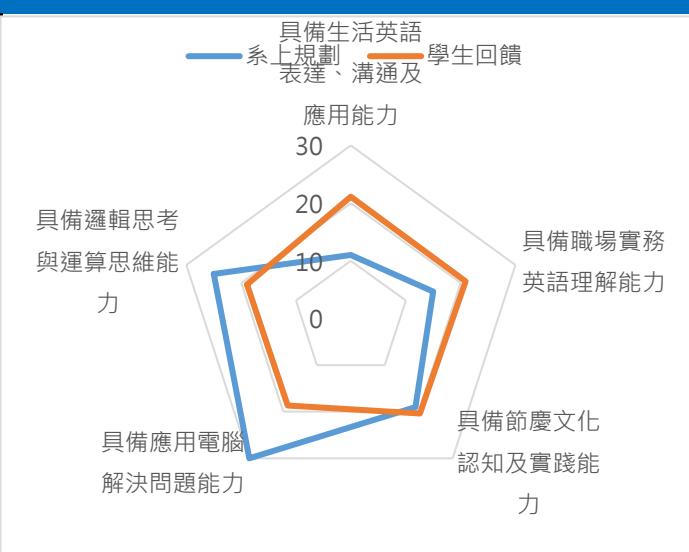 具備生活英語
表達、溝通及
應用能力
系上規劃
學生回饋
30
20
10
0
具備職場實務
英語理解能力
具備節慶文化
認知及實踐能
力
具備應用電腦
解決問題能力
具備邏輯思考
與運算思維能
力